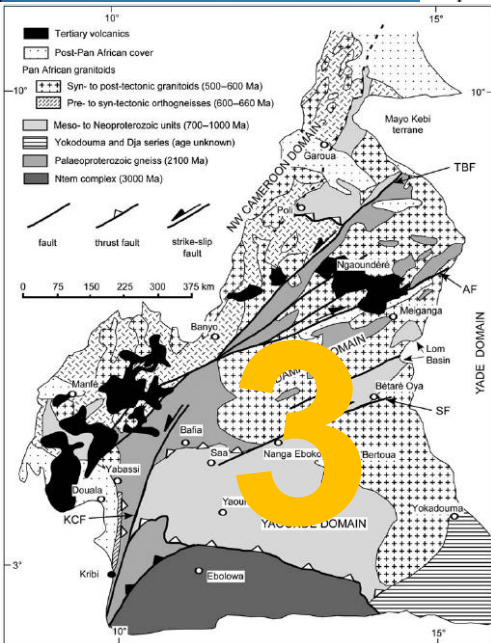 10°
15°
Tertiary volcanics
Post-Pan African cover
Pan African granitoids
Syn- to post-tectonic granitoids (500–600 Ma)
Pre- to syn-tectonic orthogneisses (600–660 Ma)
Meso- to Neoproterozoic units (700–1000 Ma)
Yokodouma and Dja series (age unknown)
Palaeoproterozoic gneiss (2100 Ma)
Ntem complex (3000 Ma)
fault
thrust fault
strike-slip
fault
0 75 150 225 300 375 km
10°
10°
Mayo Kebi
terrane
Garoua
NW CAMEROON DOMAIN
TBF
Poli
Ngaoundéré
AF
Meiganga
Banyo
Lom
Basin
YADE DOMAIN
DOMAIN
Manfé
Bétaré Oya
SF
3
Bafia
Saa
Nanga Eboko
Bertoua
Yabassi
Douala
KCF
YAOUNDE DOMAIN
Yokadouma
3°
Kribi
Ebolowa
10°
15°